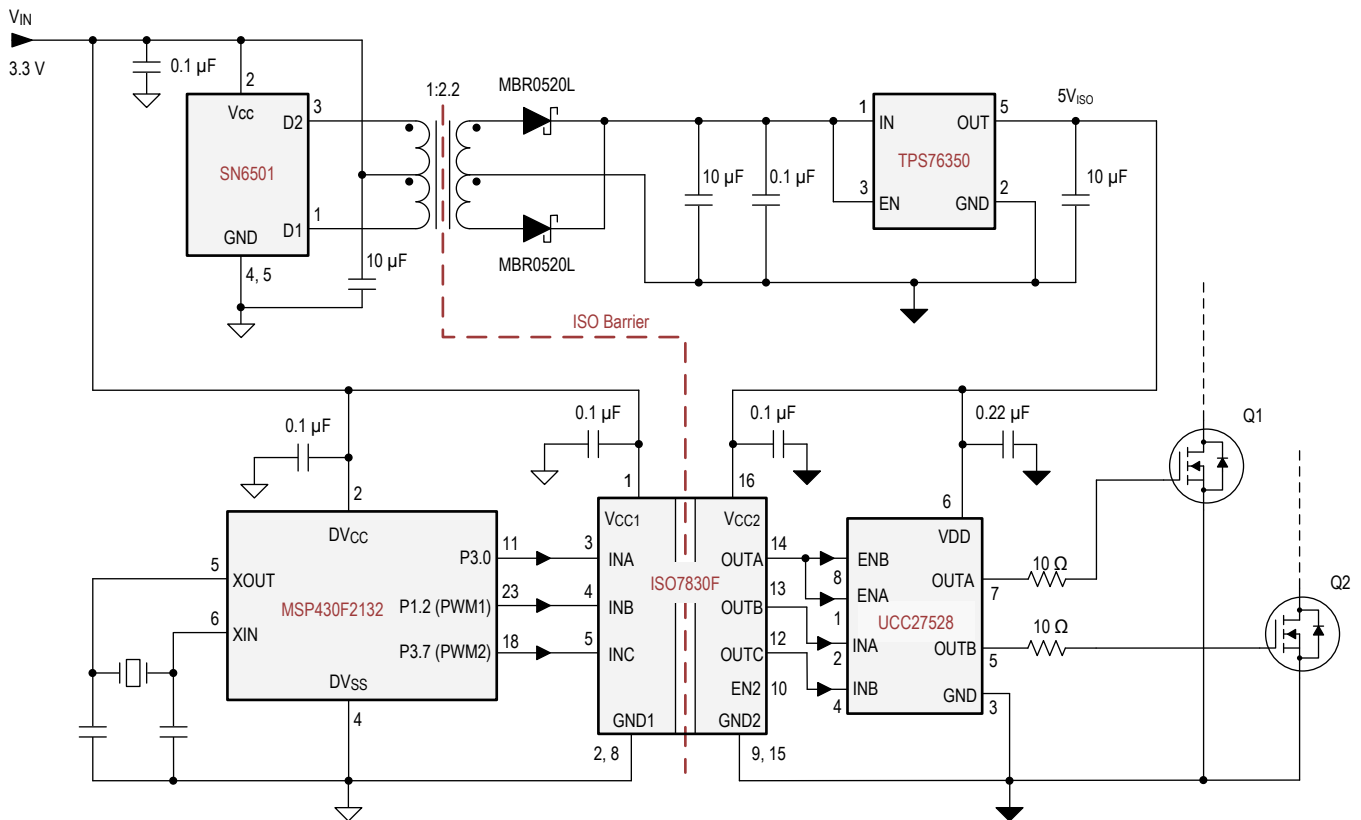 VIN
3.3 V
0.1 µF
2
Vcc
3
D2
SN6501
1
D1
GND
4, 5
10 µF
1:2.2
MBR0520L
MBR0520L
10 µF
0.1 µF
1
IN
OUT
5
TPS76350
3
EN
GND
2
5VISO
10 µF
ISO Barrier
0.1 µF
2
DVCC
5
XOUT
MSP430F2132
6
XIN
P3.0
11
P1.2 (PWM1)
23
P3.7 (PWM2)
18
DVSS
4
0.1 µF
1
VCC1
3
INA
4
INB
5
INC
GND1
2, 8
ISO7830F
0.1 µF
16
VCC2
OUTA
14
OUTB
13
OUTC
12
EN2
10
GND2
9, 15
0.22 µF
6
VDD
ENB
8
ENA
1
UCC27528
INA
2
INB
4
OUTA
7
OUTB
5
GND
3
10 Ω
10 Ω
Q1
Q2